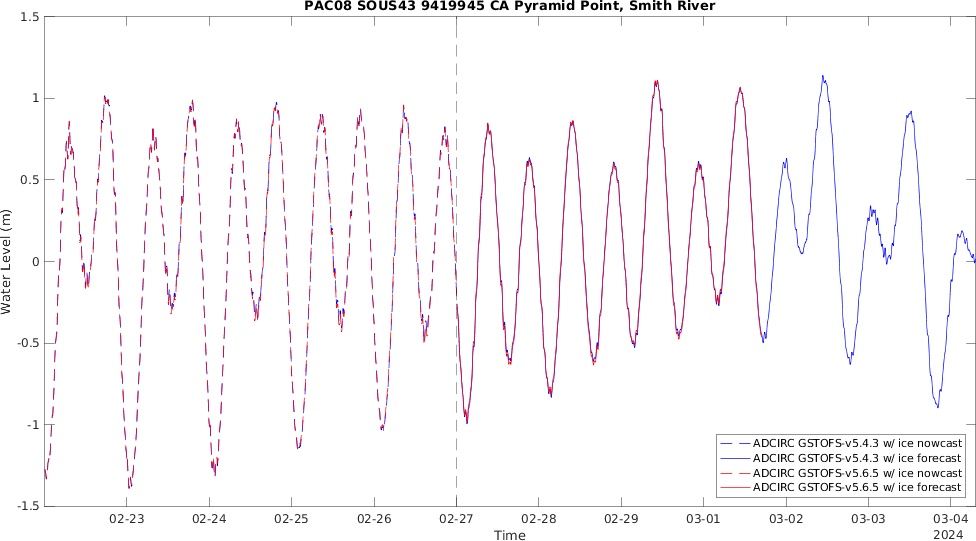 PAC08 SOUS43 9419945 CA Pyramid Point, Smith River
Water Level (m)
1.5
1
0.5
0
-0.5
-1
-1.5
02-23 02-24 02-25 02-26 02-27 02-28 02-29 03-01 03-02 03-03 03-04
2024
Time
ADCIRC GSTOFS-v5.4.3 w/ ice nowcast
ADCIRC GSTOFS-v5.4.3 w/ ice forecast
ADCIRC GSTOFS-v5.6.5 w/ ice nowcast
ADCIRC GSTOFS-v5.6.5 w/ ice forecast